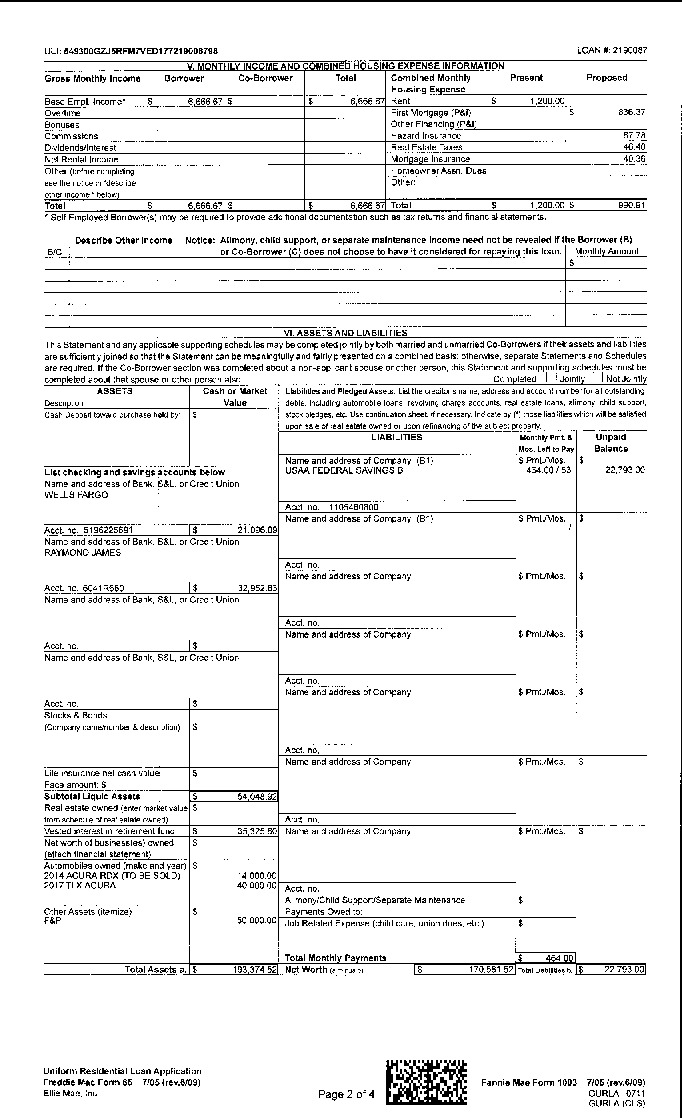 ULI: 549300GZJ5RFM7VED177219008798 LOAN #: 2190087
V. MONTHLY INCOME AND COMBINED HOUSING EXPENSE INFORMATION
Gross Monthly Income Borrower Co-Borrower Total Combined Monthly Housing Expense Present Proposed
Base Empl. Income* $ 6,666.67 $ $ 6,666.67 Rent $ 1,200.00
Overtime First Mortgage (P&I) $ 836.37
Bonuses Other Financing (P&I)
Commissions Hazard Insurance 67.78
Dividends/Interest Real Estate Taxes 46.40
Net Rental Income Mortgage Insurance 40.36
Other (before completing, Homeowner Assn. Dues
see the notice in "describe Other:
other income" below)
Total $ 6,666.67 $ $ 6,666.67 Total $ 1,200.00 $ 990.91
* Self Employed Borrower(s) may be required to provide additional documentation such as tax returns and financial statements.
Describe Other Income Notice: Alimony, child support, or separate maintenance income need not be revealed if the Borrower (B)
B/C or Co-Borrower (C) does not choose to have it considered for repaying this loan. Monthly Amount
$
VI. ASSETS AND LIABILITIES
This Statement and any applicable supporting schedules may be completed jointly by both married and unmarried Co-Borrowers if their assets and liabilities
are sufficiently joined so that the Statement can be meaningfully and fairly presented on a combined basis; otherwise, separate Statements and Schedules
are required. If the Co-Borrower section was completed about a non-applicant spouse or other person, this Statement and supporting schedules must be
completed about that spouse or other person also. Completed Jointly Not Jointly
ASSETS Cash or Market Value
Description
Cash Deposit toward purchase held by: $
Liabilities and Pledged Assets. List the creditor's name, address and account number for all outstanding
debts, including automobile loans, revolving charge accounts, real estate loans, alimony, child support,
stock pledges, etc. Use continuation sheet if necessary. Indicate by (*) those liabilities which will be satisfied
upon sale of real estate owned or upon refinancing of the subject property.
LIABILITIES Monthly Pmt. & Mos. Left to Pay Unpaid Balance
Name and address of Company (B1) $ Pmt./Mos. $
List checking and savings accounts below USAA FEDERAL SAVINGS B 464.00 / 53 22,793.00
Name and address of Bank, S&L, or Credit Union
WELLS FARGO
Acct. no. 1105480800
Name and address of Company (B1) $ Pmt./Mos. $
/
Acct. no. 5196225691 $ 21,096.09
Name and address of Bank, S&L, or Credit Union
RAYMOND JAMES
Acct. no.
Name and address of Company $ Pmt./Mos. $
Acct. no. 6041R660 $ 32,952.83
Name and address of Bank, S&L, or Credit Union
Acct. no.
Name and address of Company $ Pmt./Mos. $
Acct. no. $
Name and address of Bank, S&L, or Credit Union
Acct. no.
Name and address of Company $ Pmt./Mos. $
Acct. no. $
Stocks & Bonds $
(Company name/number & description)
Acct. no.
Name and address of Company $ Pmt./Mos. $
Life insurance net cash value $
Face amount: $
Subtotal Liquid Assets $ 54,048.92
Real estate owned (enter market value $
from schedule of real estate owned) Acct. no.
Vested interest in retirement fund $ 35,325.60 Name and address of Company $ Pmt./Mos. $
Net worth of business(es) owned $
(attach financial statement)
Automobiles owned (make and year) $
2014 ACURA RDX (TO BE SOLD) 14,000.00
2017 TLX ACURA 40,000.00 Acct. no.
Alimony/Child Support/Separate Maintenance $
Payments Owed to:
Other Assets (itemize) $
F&P 50,000.00 Job Related Expense (child care, union dues, etc.) $
Total Monthly Payments $ 464.00
Total Assets a. $ 193,374.52 Net Worth (a minus b) $ 170,581.52 Total Liabilities b. $ 22,793.00
Uniform Residential Loan Application
Freddie Mac Form 65 7/05 (rev.6/09) Fannie Mae Form 1003 7/05 (rev.6/09)
Ellie Mae, Inc. Page 2 of 4 GURLA 0711
GURLA (CLS)